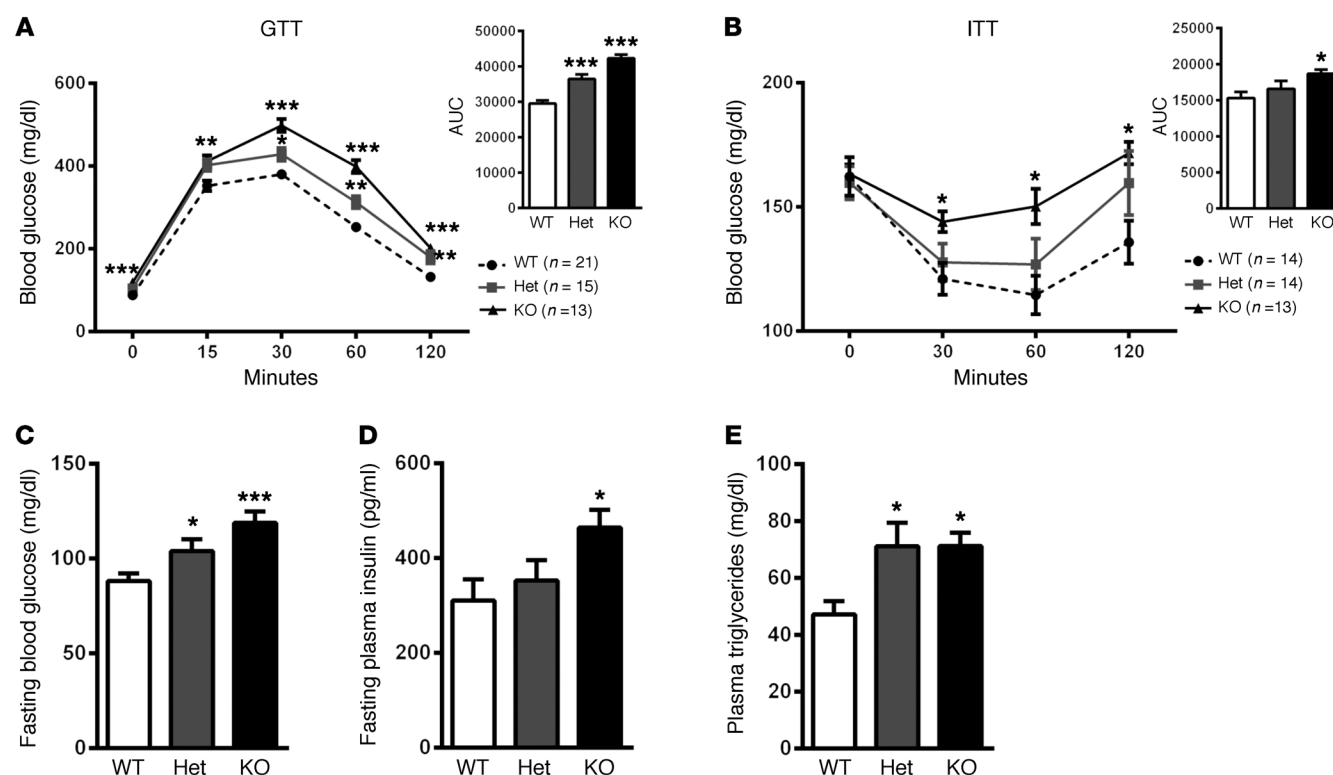 A
GTT
Blood glucose (mg/dl)
600
400
200
0
0 15 30 60 120
Minutes
***
**
***
*
***
**
***
**
AUC
50000
40000
30000
20000
10000
0
***
***
WT Het KO
WT (n = 21)
Het (n = 15)
KO (n =13)
B
ITT
Blood glucose (mg/dl)
200
150
100
0 30 60 120
Minutes
*
*
*
AUC
25000
20000
15000
10000
5000
0
*
WT Het KO
WT (n = 14)
Het (n = 14)
KO (n =13)
C
Fasting blood glucose (mg/dl)
150
100
50
0
*
***
WT Het KO
D
Fasting plasma insulin (pg/ml)
600
400
200
0
*
WT Het KO
E
Plasma triglycerides (mg/dl)
100
80
60
40
20
0
*
*
WT Het KO